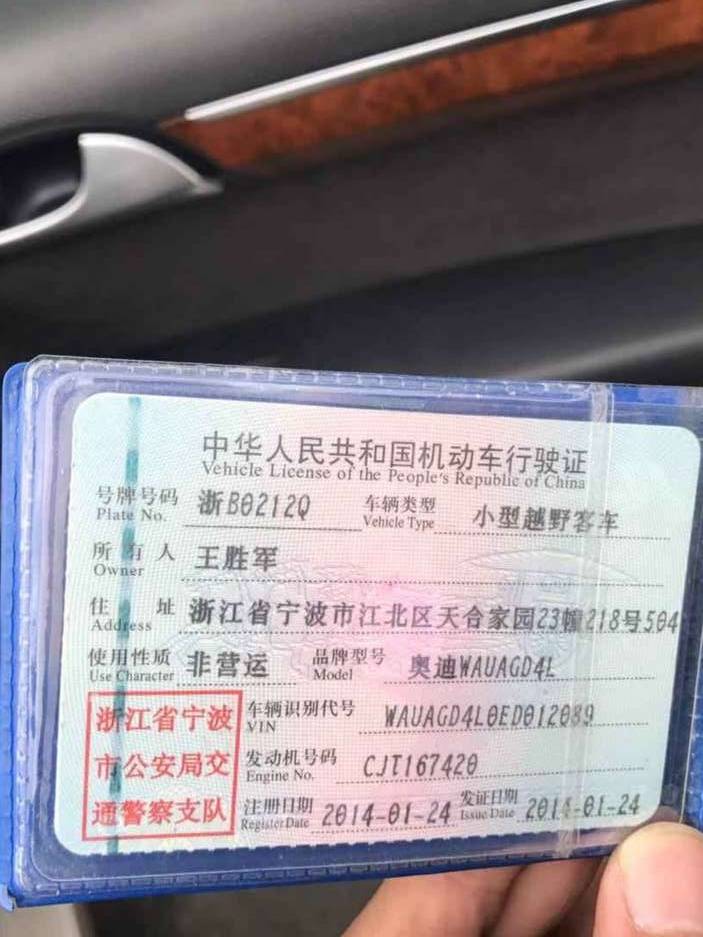 中华人民共和国机动车行驶证
Vehicle License of the People's Republic of China
号牌号码 浙B0212Q 车辆类型 小型越野客车
Plate No. Vehicle Type
所有人 王胜军
Owner
住址 浙江省宁波市江北区天合家园23幢218号504
Address
使用性质 非营运 品牌型号 奥迪WAUAGD4L
Use Character Model
浙江省宁波 车辆识别代号 WAUAGD4L0ED012089
VIN
市公安局交 发动机号码 CJT167420
Engine No.
通警察支队 注册日期 2014-01-24 发证日期 2014-01-24
Register Date Issue Date